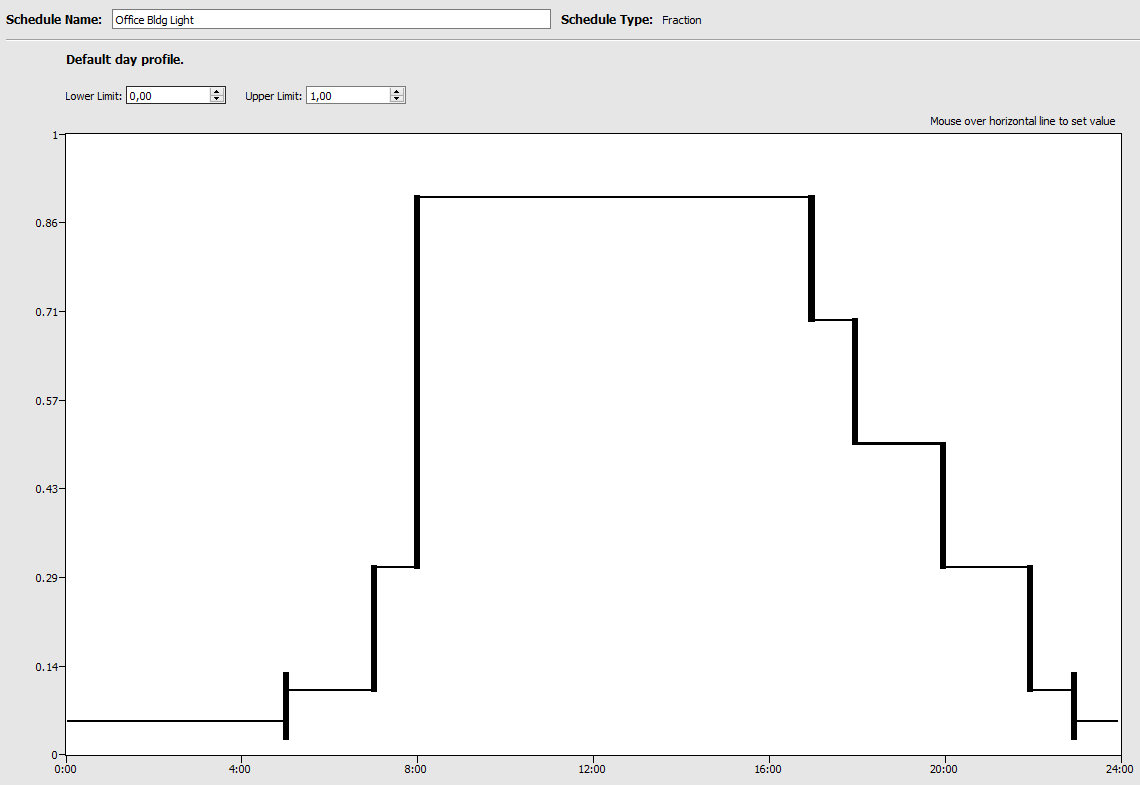 Schedule Name: Office Bldg Light Schedule Type: Fraction
Default day profile.
Lower Limit: 0,00 Upper Limit: 1,00
Mouse over horizontal line to set value
1
0.86
0.71
0.57
0.43
0.29
0.14
0
0:00 4:00 8:00 12:00 16:00 20:00 24:00